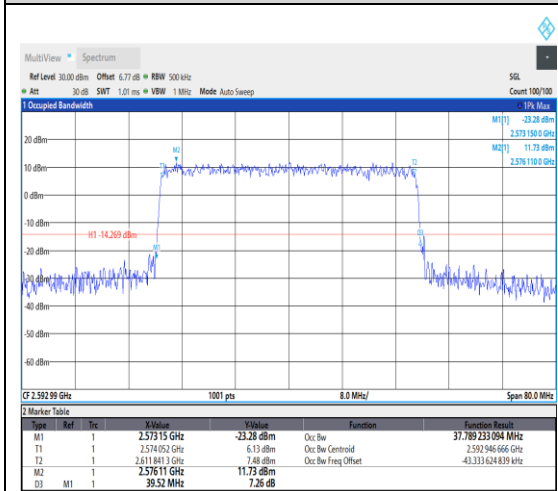 MultiView Spectrum
Ref Level 30.00 dBm Offset 6.77 dB RBW 500 kHz SGL
Att 30 dB SWT 1.01 ms VBW 1 MHz Mode Auto Sweep Count 100/100
1 Occupied Bandwidth 1Pk Max
M1[1] -23.28 dBm
2.573 150 0 GHz
M2[1] 11.73 dBm
2.576 110 0 GHz
20 dBm
M2
T1 T2
10 dBm
0 dBm
-10 dBm
H1 -14.269 dBm
D3
M1
-20 dBm
-30 dBm
-40 dBm
-50 dBm
-60 dBm
CF 2.592 99 GHz 1001 pts 8.0 MHz/ Span 80.0 MHz
2 Marker Table
Type Ref Trc X-Value Y-Value Function Function Result
M1 1 2.573 15 GHz -23.28 dBm Occ Bw 37.789 233 094 MHz
T1 1 2.574 052 GHz 6.13 dBm Occ Bw Centroid 2.592 946 666 GHz
T2 1 2.611 841 3 GHz 7.48 dBm Occ Bw Freq Offset -43.333 624 839 kHz
M2 1 2.576 11 GHz 11.73 dBm
D3 M1 1 39.52 MHz 7.26 dB